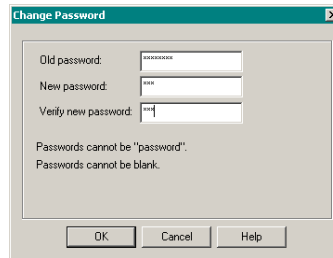 Change Password
Old password: ********
New password: ***
Verify new password: ***
Passwords cannot be "password".
Passwords cannot be blank.
OK Cancel Help